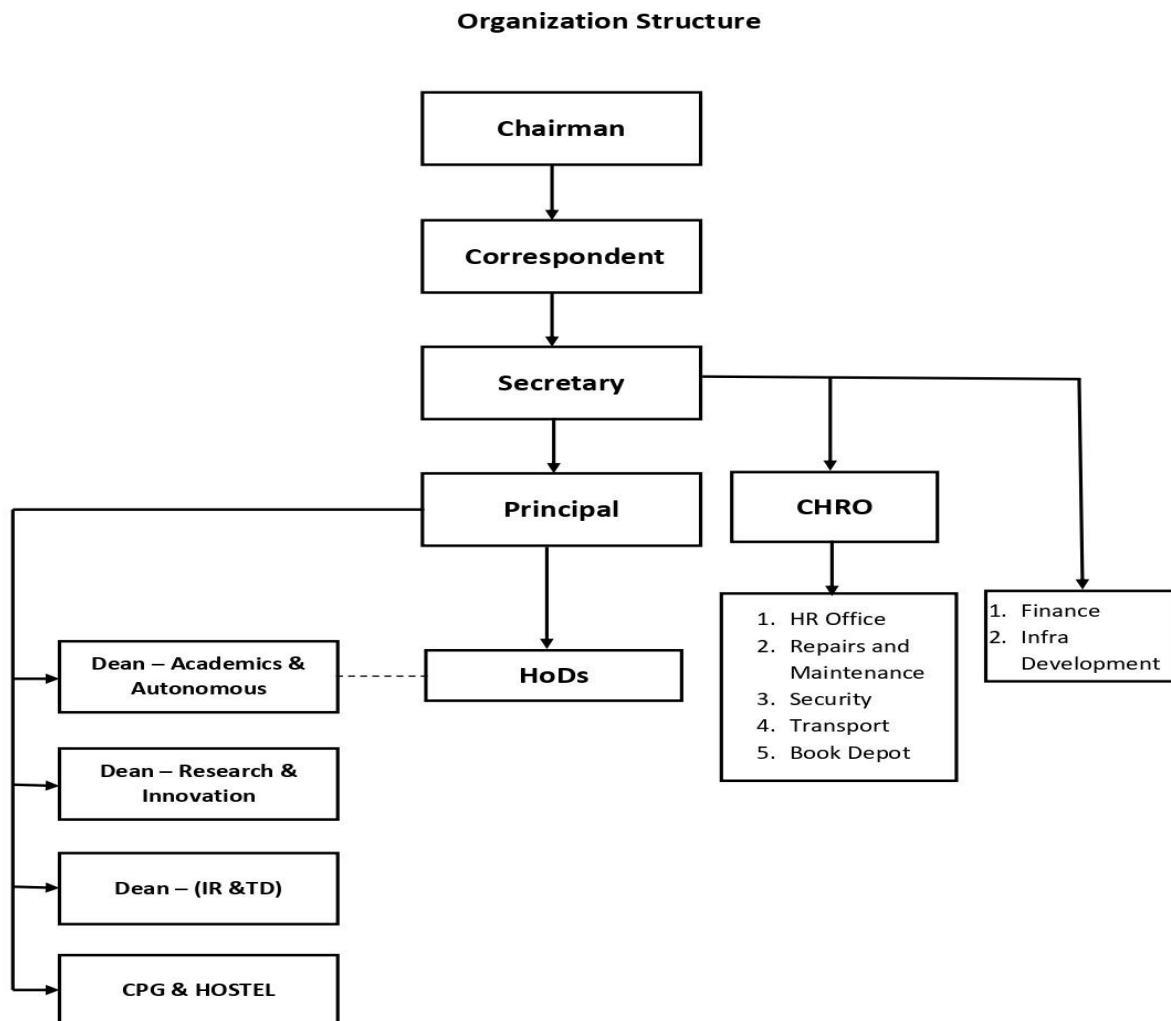 Organization Structure
Chairman
Correspondent
Secretary
Principal
CHRO
1. HR Office
2. Repairs and
Maintenance
3. Security
4. Transport
5. Book Depot
1. Finance
2. Infra
Development
HoDs
Dean – Academics &
Autonomous
Dean – Research &
Innovation
Dean – (IR &TD)
CPG & HOSTEL